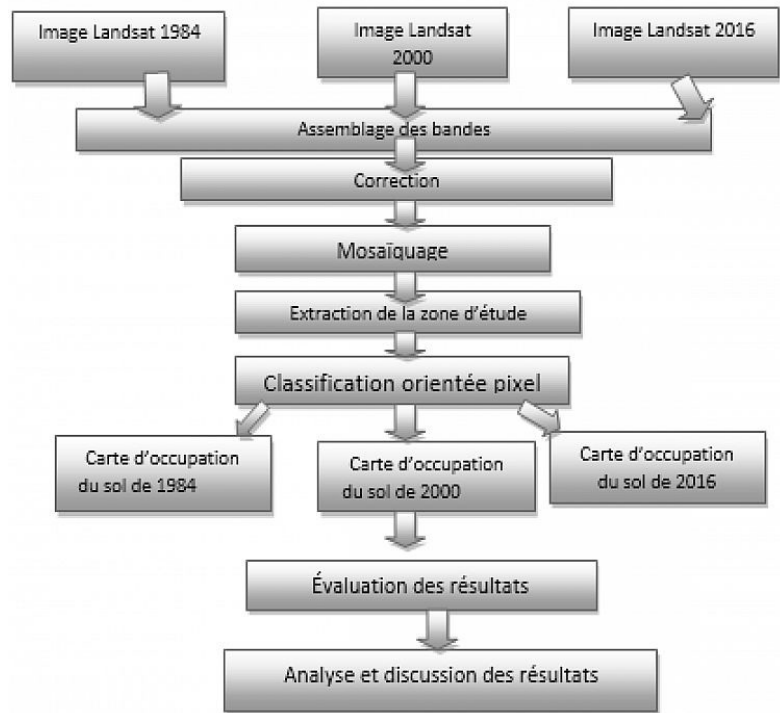 Image Landsat 1984
Image Landsat
2000
Image Landsat 2016
Assemblage des bandes
Correction
Mosaïquage
Extraction de la zone d'étude
Classification orientée pixel
Carte d'occupation
du sol de 1984
Carte d'occupation
du sol de 2000
Carte d'occupation
du sol de 2016
Évaluation des résultats
Analyse et discussion des résultats